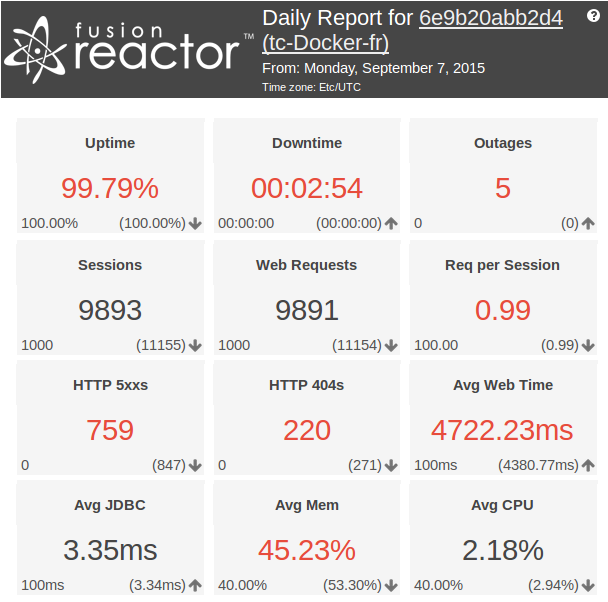 fusion
reactor™
Daily Report for 6e9b20abb2d4
(tc-Docker-fr)
From: Monday, September 7, 2015
Time zone: Etc/UTC
?
Uptime
99.79%
100.00% (100.00%)
Downtime
00:02:54
00:00:00 (00:00:00)
Outages
5
0 (0)
Sessions
9893
1000 (11155)
Web Requests
9891
1000 (11154)
Req per Session
0.99
100.00 (0.99)
HTTP 5xxs
759
0 (847)
HTTP 404s
220
0 (271)
Avg Web Time
4722.23ms
100ms (4380.77ms)
Avg JDBC
3.35ms
100ms (3.34ms)
Avg Mem
45.23%
40.00% (53.30%)
Avg CPU
2.18%
40.00% (2.94%)